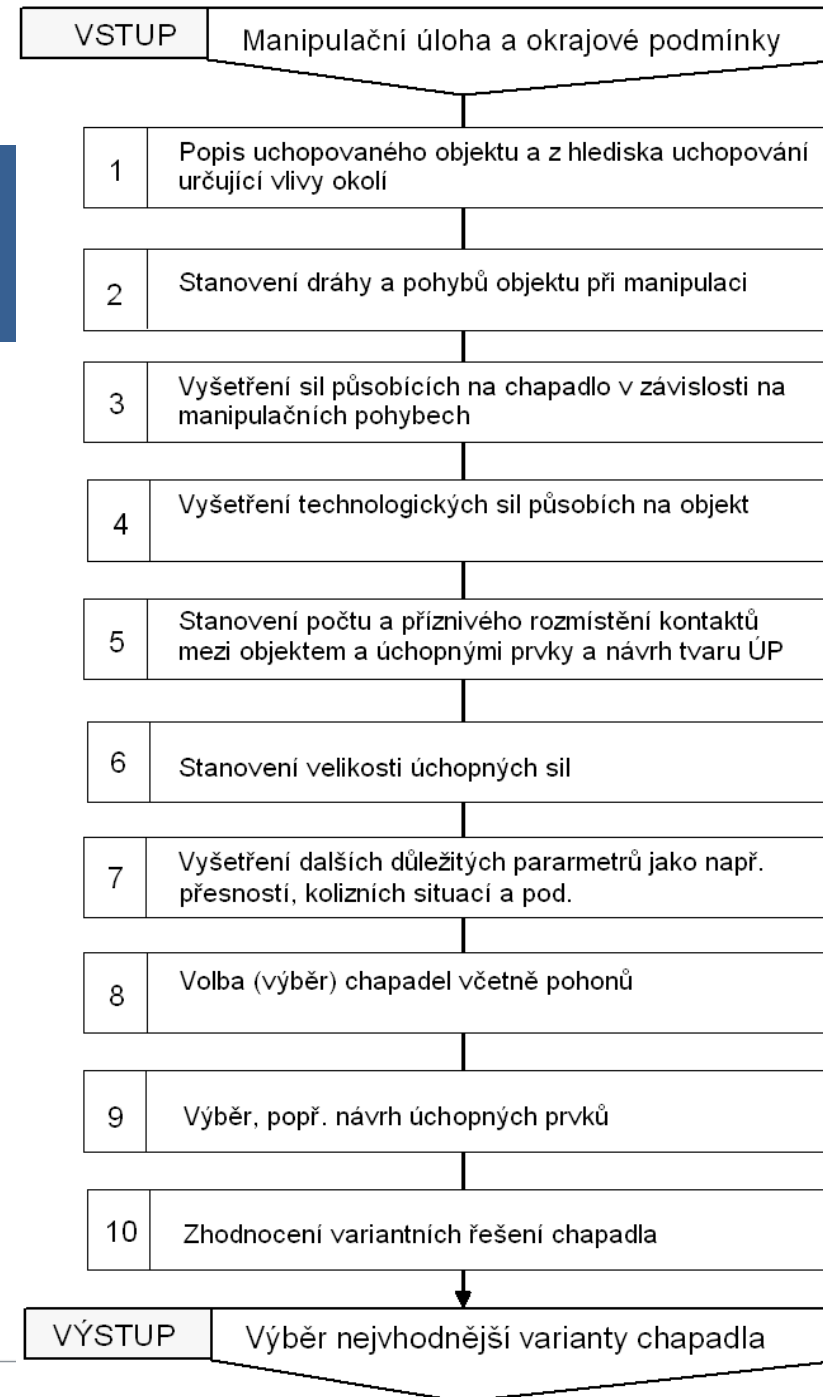 VSTUP
Manipulační úloha a okrajové podmínky
1
Popis uchopovaného objektu a z hlediska uchopování
určující vlivy okolí
2
Stanovení dráhy a pohybů objektu při manipulaci
3
Vyšetření sil působících na chapadlo v závislosti na
manipulačních pohybech
4
Vyšetření technologických sil působích na objekt
5
Stanovení počtu a příznivého rozmístění kontaktů
mezi objektem a úchopnými prvky a návrh tvaru ÚP
6
Stanovení velikosti úchopných sil
7
Vyšetření dalších důležitých pararmetrů jako např.
přesností, kolizních situací a pod.
8
Volba (výběr) chapadel včetně pohonů
9
Výběr, popř. návrh úchopných prvků
10
Zhodnocení variantních řešení chapadla
VÝSTUP
Výběr nejvhodnější varianty chapadla